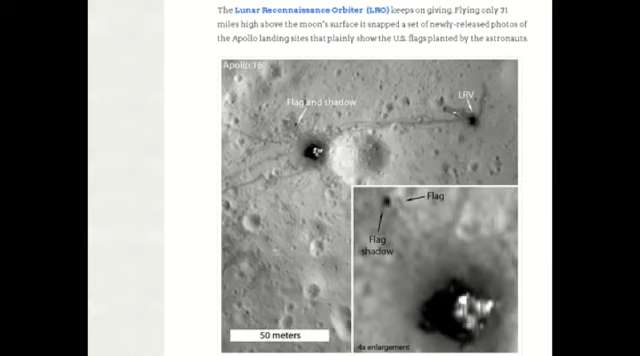 The Lunar Reconnaissance Orbiter (LRO) keeps on giving. Flying only 31
miles high above the moon's surface it snapped a set of newly-released photos of
the Apollo landing sites that plainly show the U.S. flags planted by the astronauts.
Apollo 16
LRV
Flag and shadow
Flag
Flag
shadow
50 meters
4x enlargement